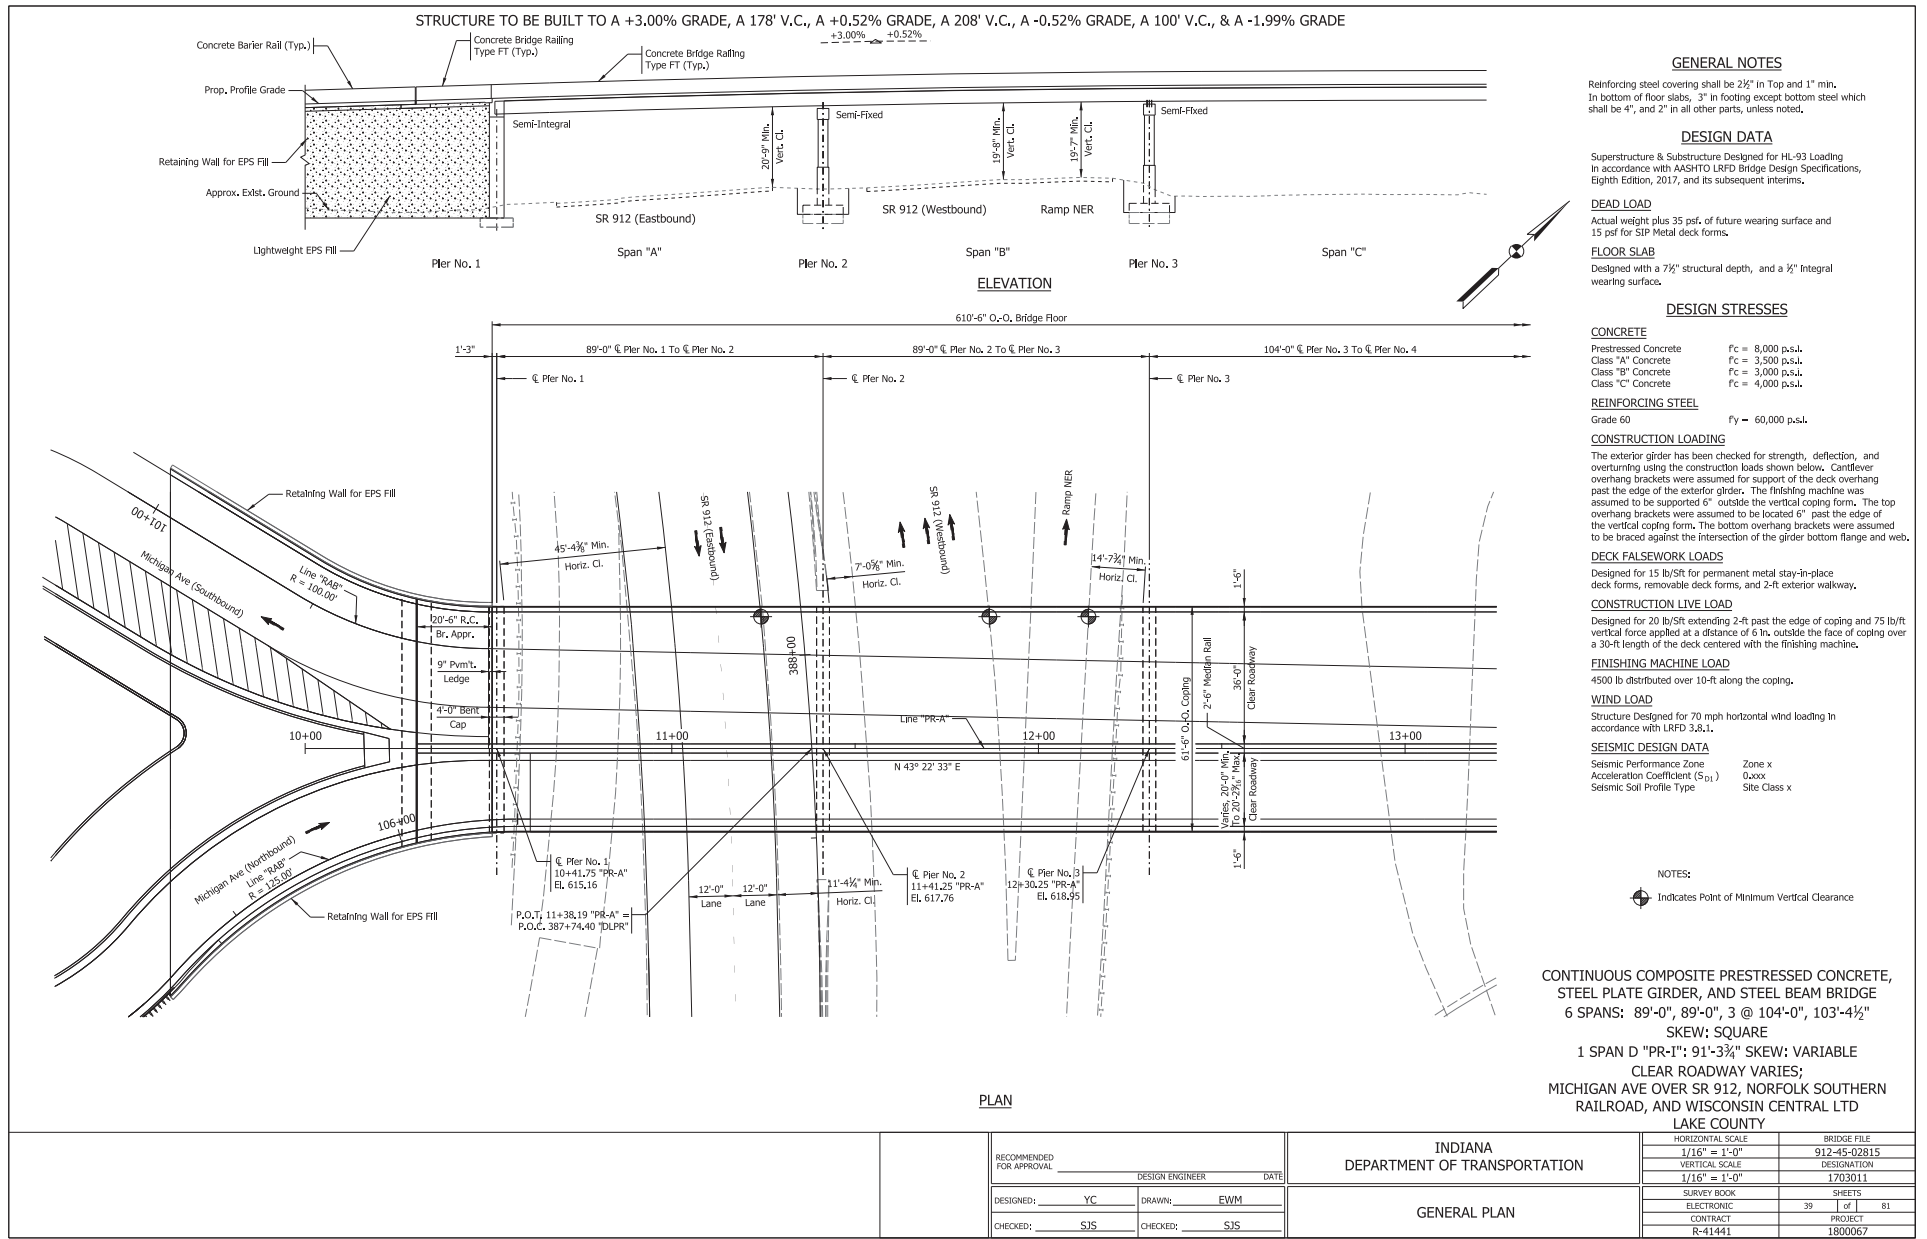 STRUCTURE TO BE BUILT TO A +3.00% GRADE, A 178' V.C., A +0.52% GRADE, A 208' V.C., A -0.52% GRADE, A 100' V.C., & A -1.99% GRADE
+3.00% +0.52%
Concrete Barier Rail (Typ.)
Concrete Bridge Railing
Type FT (Typ.)
Concrete Bridge Railing
Type FT (Typ.)
Prop. Profile Grade
Semi-Integral
Semi-Fixed
Semi-Fixed
20'-9" Min.
Vert. Cl.
19'-8" Min.
Vert. Cl.
19'-7" Min.
Vert. Cl.
Retaining Wall for EPS Fill
Approx. Exist. Ground
Lightweight EPS Fill
SR 912 (Eastbound)
SR 912 (Westbound)
Ramp NER
Pier No. 1
Span "A"
Pier No. 2
Span "B"
Pier No. 3
Span "C"
ELEVATION
610'-6" O.-O. Bridge Floor
1'-3"
89'-0" ℄ Pier No. 1 To ℄ Pier No. 2
89'-0" ℄ Pier No. 2 To ℄ Pier No. 3
104'-0" ℄ Pier No. 3 To ℄ Pier No. 4
℄ Pier No. 1
℄ Pier No. 2
℄ Pier No. 3
Retaining Wall for EPS Fill
101+00
Michigan Ave (Southbound)
Line "RAB"
R = 100.00'
45'-4⅜" Min.
Horiz. Cl.
SR 912 (Eastbound)
7'-0⅝" Min.
Horiz. Cl.
SR 912 (Westbound)
Ramp NER
14'-7¾" Min.
Horiz. Cl.
1'-6"
20'-6" R.C.
Br. Appr.
9" Pvm't.
Ledge
4'-0" Bent
Cap
388+00
61'-6" O.-O. Coping
2'-6" Median Rail
36'-0"
Clear Roadway
Line "PR-A"
10+00
11+00
12+00
13+00
N 43° 22' 33" E
Varies, 20'-0" Min.
To 20'-2⁹⁄₁₆" Max.
Clear Roadway
1'-6"
106+00
Michigan Ave (Northbound)
Line "RAB"
R = 125.00'
Retaining Wall for EPS Fill
℄ Pier No. 1
10+41.75 "PR-A"
El. 615.16
12'-0"
Lane
12'-0"
Lane
11'-4¼" Min.
Horiz. Cl.
℄ Pier No. 2
11+41.25 "PR-A"
El. 617.76
℄ Pier No. 3
12+30.25 "PR-A"
El. 618.95
P.O.T. 11+38.19 "PR-A" =
P.O.C. 387+74.40 "DLPR"
PLAN
GENERAL NOTES
Reinforcing steel covering shall be 2½" in Top and 1" min.
In bottom of floor slabs, 3" in footing except bottom steel which
shall be 4", and 2" in all other parts, unless noted.
DESIGN DATA
Superstructure & Substructure Designed for HL-93 Loading
in accordance with AASHTO LRFD Bridge Design Specifications,
Eighth Edition, 2017, and its subsequent interims.
DEAD LOAD
Actual weight plus 35 psf. of future wearing surface and
15 psf for SIP Metal deck forms.
FLOOR SLAB
Designed with a 7½" structural depth, and a ½" integral
wearing surface.
DESIGN STRESSES
CONCRETE
Prestressed Concrete f'c = 8,000 p.s.i.
Class "A" Concrete f'c = 3,500 p.s.i.
Class "B" Concrete f'c = 3,000 p.s.i.
Class "C" Concrete f'c = 4,000 p.s.i.
REINFORCING STEEL
Grade 60 f'y = 60,000 p.s.i.
CONSTRUCTION LOADING
The exterior girder has been checked for strength, deflection, and
overturning using the construction loads shown below. Cantilever
overhang brackets were assumed for support of the deck overhang
past the edge of the exterior girder. The finishing machine was
assumed to be supported 6" outside the vertical coping form. The top
overhang brackets were assumed to be located 6" past the edge of
the vertical coping form. The bottom overhang brackets were assumed
to be braced against the intersection of the girder bottom flange and web.
DECK FALSEWORK LOADS
Designed for 15 lb/Sft for permanent metal stay-in-place
deck forms, removable deck forms, and 2-ft exterior walkway.
CONSTRUCTION LIVE LOAD
Designed for 20 lb/Sft extending 2-ft past the edge of coping and 75 lb/ft
vertical force applied at a distance of 6 in. outside the face of coping over
a 30-ft length of the deck centered with the finishing machine.
FINISHING MACHINE LOAD
4500 lb distributed over 10-ft along the coping.
WIND LOAD
Structure Designed for 70 mph horizontal wind loading in
accordance with LRFD 3.8.1.
SEISMIC DESIGN DATA
Seismic Performance Zone Zone x
Acceleration Coefficient (S D1 ) 0.xxx
Seismic Soil Profile Type Site Class x
NOTES:
Indicates Point of Minimum Vertical Clearance
CONTINUOUS COMPOSITE PRESTRESSED CONCRETE,
STEEL PLATE GIRDER, AND STEEL BEAM BRIDGE
6 SPANS: 89'-0", 89'-0", 3 @ 104'-0", 103'-4½"
SKEW: SQUARE
1 SPAN D "PR-I": 91'-3¾" SKEW: VARIABLE
CLEAR ROADWAY VARIES;
MICHIGAN AVE OVER SR 912, NORFOLK SOUTHERN
RAILROAD, AND WISCONSIN CENTRAL LTD
LAKE COUNTY
RECOMMENDED
FOR APPROVAL
DESIGN ENGINEER DATE
DESIGNED: YC DRAWN: EWM
CHECKED: SJS CHECKED: SJS
INDIANA
DEPARTMENT OF TRANSPORTATION
GENERAL PLAN
HORIZONTAL SCALE BRIDGE FILE
1/16" = 1'-0" 912-45-02815
VERTICAL SCALE DESIGNATION
1/16" = 1'-0" 1703011
SURVEY BOOK SHEETS
ELECTRONIC 39 of 81
CONTRACT PROJECT
R-41441 1800067